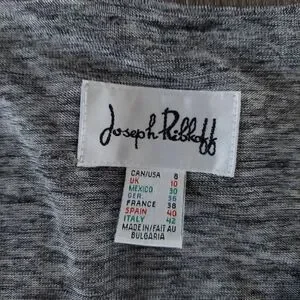 Joseph Ribkoff
CAN/USA 8
UK 10
MEXICO 30
GER. 36
FRANCE 38
SPAIN 40
ITALY 42
MADE IN/FAIT AU
BULGARIA